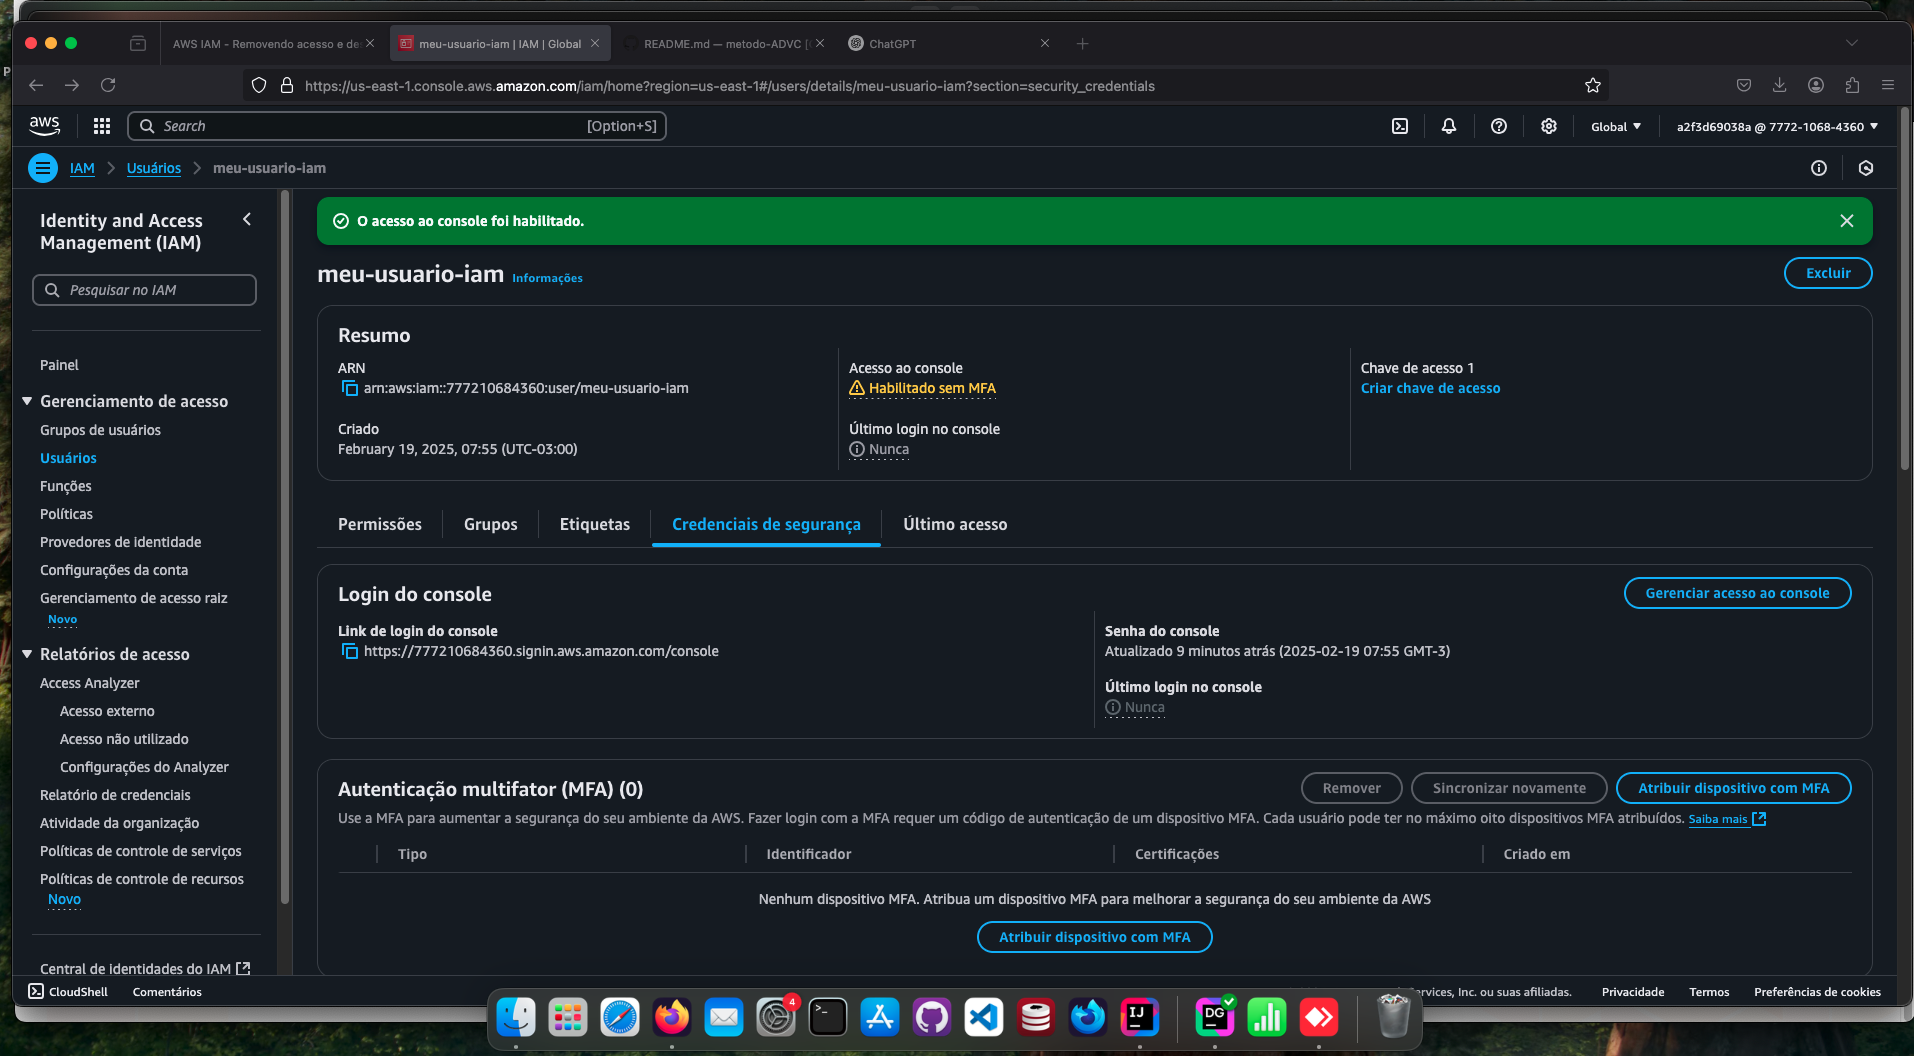 AWS IAM - Removendo acesso e de
meu-usuario-iam | IAM | Global
README.md — metodo-ADVC [
ChatGPT
https://us-east-1.console.aws.amazon.com/iam/home?region=us-east-1#/users/details/meu-usuario-iam?section=security_credentials
aws
Search
[Option+S]
Global
a2f3d69038a @ 7772-1068-4360
IAM
Usuários
meu-usuario-iam
Identity and Access
Management (IAM)
Pesquisar no IAM
Painel
Gerenciamento de acesso
Grupos de usuários
Usuários
Funções
Políticas
Provedores de identidade
Configurações da conta
Gerenciamento de acesso raiz
Novo
Relatórios de acesso
Access Analyzer
Acesso externo
Acesso não utilizado
Configurações do Analyzer
Relatório de credenciais
Atividade da organização
Políticas de controle de serviços
Políticas de controle de recursos
Novo
Central de identidades do IAM
O acesso ao console foi habilitado.
meu-usuario-iam
Informações
Excluir
Resumo
ARN
arn:aws:iam::777210684360:user/meu-usuario-iam
Criado
February 19, 2025, 07:55 (UTC-03:00)
Acesso ao console
Habilitado sem MFA
Último login no console
Nunca
Chave de acesso 1
Criar chave de acesso
Permissões
Grupos
Etiquetas
Credenciais de segurança
Último acesso
Login do console
Gerenciar acesso ao console
Link de login do console
https://777210684360.signin.aws.amazon.com/console
Senha do console
Atualizado 9 minutos atrás (2025-02-19 07:55 GMT-3)
Último login no console
Nunca
Autenticação multifator (MFA) (0)
Remover
Sincronizar novamente
Atribuir dispositivo com MFA
Use a MFA para aumentar a segurança do seu ambiente da AWS. Fazer login com a MFA requer um código de autenticação de um dispositivo MFA. Cada usuário pode ter no máximo oito dispositivos MFA atribuídos. Saiba mais
Tipo
Identificador
Certificações
Criado em
Nenhum dispositivo MFA. Atribua um dispositivo MFA para melhorar a segurança do seu ambiente da AWS
Atribuir dispositivo com MFA
CloudShell
Comentários
ervices, Inc. ou suas afiliadas.
Privacidade
Termos
Preferências de cookies
4
IJ
DG